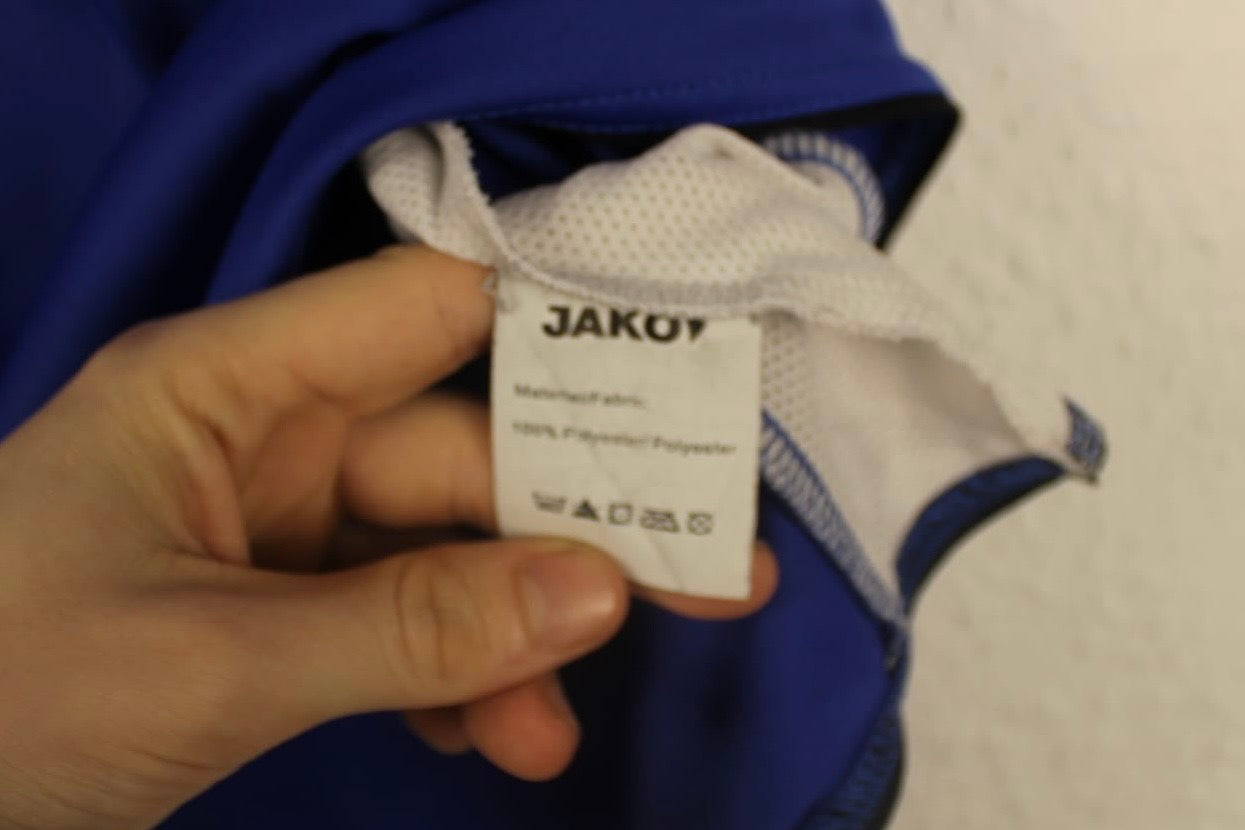 JAKO
Material/Fabric:
100% Polyester/Polyester